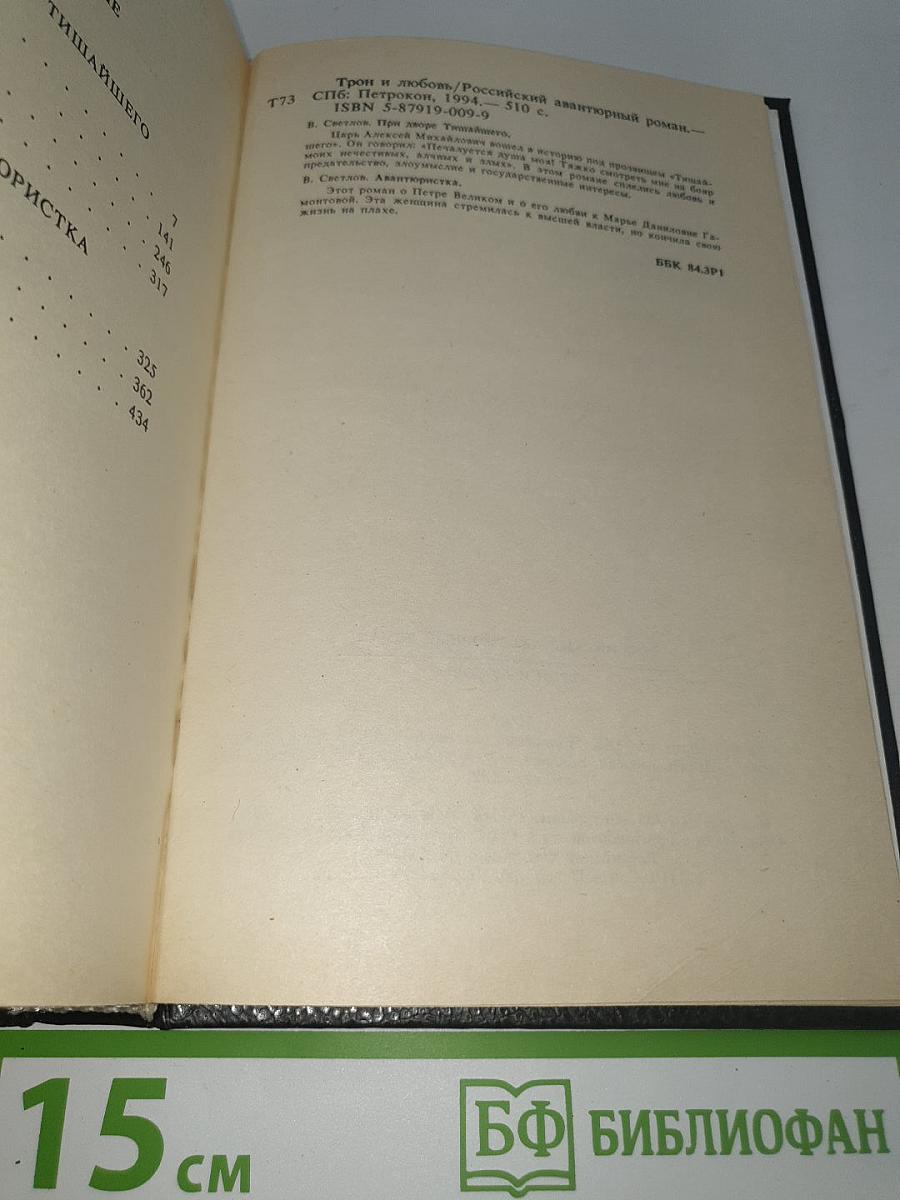 ИЕ
ТИШАЙШЕГО
7
141
246
317
ОРИСТКА
325
362
434
Трон и любовь/Российский авантюрный роман.—
Т73 СПб: Петрокон, 1994.— 510 с.
ISBN 5-87919-009-9
В. Светлов. При дворе Тишайшего.
Царь Алексей Михайлович вошел в историю под прозвищем «Тишай-
шего». Он говорил: «Печалуется душа моя! Тяжко смотреть мне на бояр
моих нечестивых, алчных и злых». В этом романе сплелись любовь и
предательство, злоумыслие и государственные интересы.
В. Светлов. Авантюристка.
Этот роман о Петре Великом и о его любви к Марье Даниловне Га-
монтовой. Эта женщина стремилась к высшей власти, но кончила свою
жизнь на плахе.
ББК 84.3Р1
15 см
БФ БИБЛИОФАН